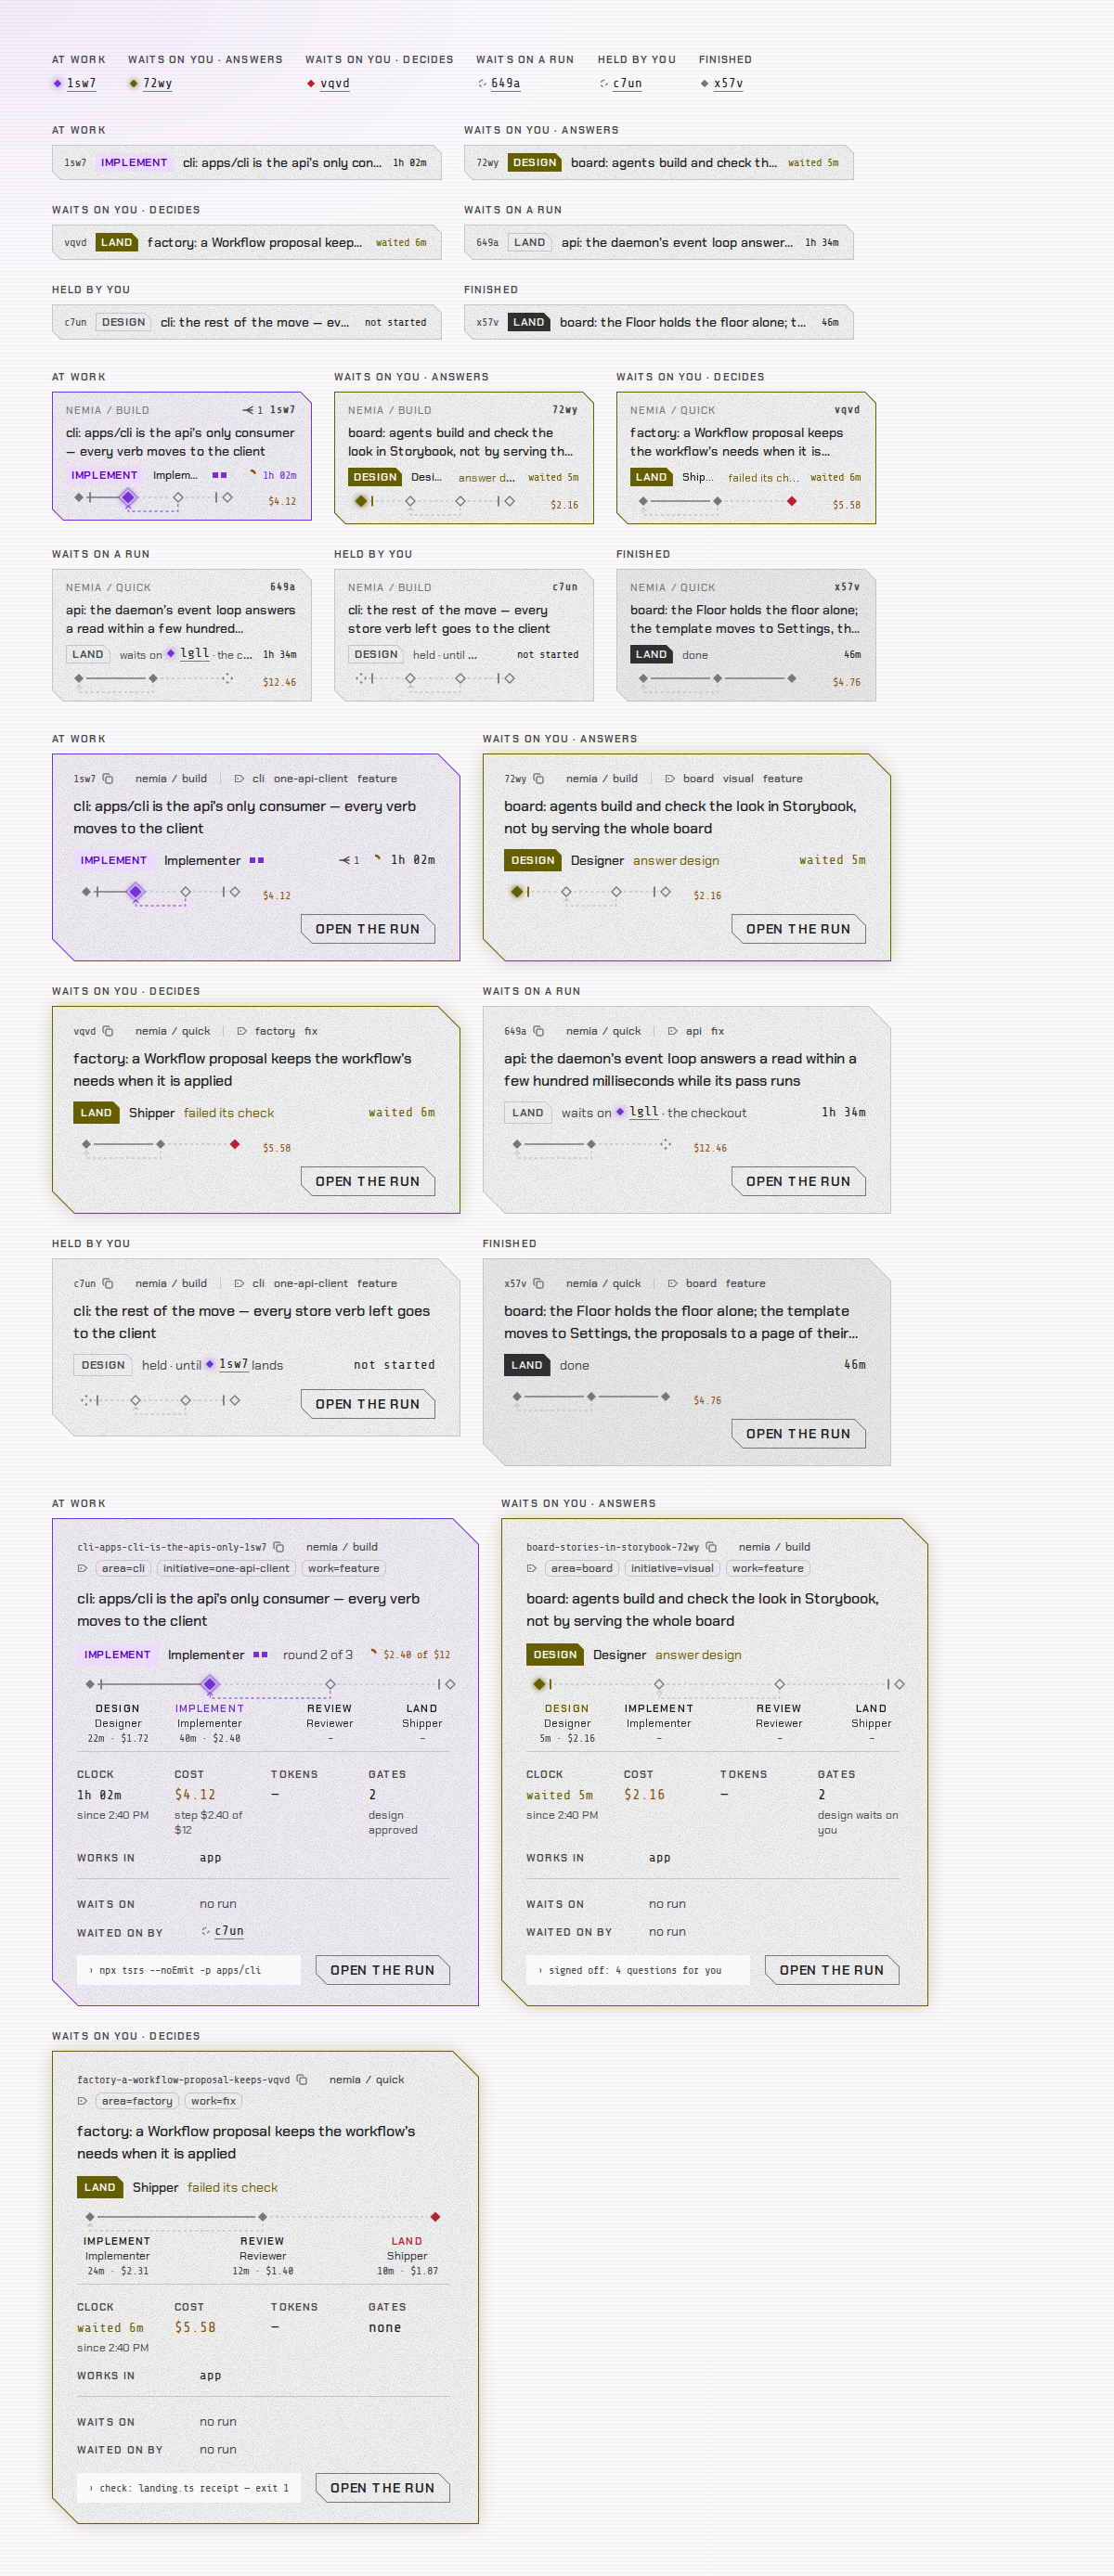 AT WORK WAITS ON YOU · ANSWERS WAITS ON YOU · DECIDES WAITS ON A RUN HELD BY YOU FINISHED
1sw7 72wy vqvd 649a c7un x57v
AT WORK WAITS ON YOU · ANSWERS
1sw7 IMPLEMENT cli: apps/cli is the api's only con... 1h 02m 72wy DESIGN board: agents build and check th... waited 5m
WAITS ON YOU · DECIDES WAITS ON A RUN
vqvd LAND factory: a Workflow proposal keep... waited 6m 649a LAND api: the daemon's event loop answer... 1h 34m
HELD BY YOU FINISHED
c7un DESIGN cli: the rest of the move — ev... not started x57v LAND board: the Floor holds the floor alone; t... 46m
AT WORK WAITS ON YOU · ANSWERS WAITS ON YOU · DECIDES
NEMIA / BUILD 1 1sw7 NEMIA / BUILD 72wy NEMIA / QUICK vqvd
cli: apps/cli is the api's only consumer board: agents build and check the factory: a Workflow proposal keeps
— every verb moves to the client look in Storybook, not by serving th... the workflow's needs when it is...
IMPLEMENT Implem... 1h 02m DESIGN Desi... answer d... waited 5m LAND Ship... failed its ch... waited 6m
$4.12 $2.16 $5.58
WAITS ON A RUN HELD BY YOU FINISHED
NEMIA / QUICK 649a NEMIA / BUILD c7un NEMIA / QUICK x57v
api: the daemon's event loop answers cli: the rest of the move — every board: the Floor holds the floor alone;
a read within a few hundred... store verb left goes to the client the template moves to Settings, th...
LAND waits on lgll · the c... 1h 34m DESIGN held · until ... not started LAND done 46m
$12.46 $4.76
AT WORK WAITS ON YOU · ANSWERS
1sw7 nemia / build cli one-api-client feature 72wy nemia / build board visual feature
cli: apps/cli is the api's only consumer — every verb board: agents build and check the look in Storybook,
moves to the client not by serving the whole board
IMPLEMENT Implementer 1 1h 02m DESIGN Designer answer design waited 5m
$4.12 $2.16
OPEN THE RUN OPEN THE RUN
WAITS ON YOU · DECIDES WAITS ON A RUN
vqvd nemia / quick factory fix 649a nemia / quick api fix
factory: a Workflow proposal keeps the workflow's api: the daemon's event loop answers a read within a
needs when it is applied few hundred milliseconds while its pass runs
LAND Shipper failed its check waited 6m LAND waits on lgll · the checkout 1h 34m
$5.58 $12.46
OPEN THE RUN OPEN THE RUN
HELD BY YOU FINISHED
c7un nemia / build cli one-api-client feature x57v nemia / quick board feature
cli: the rest of the move — every store verb left goes board: the Floor holds the floor alone; the template
to the client moves to Settings, the proposals to a page of their...
DESIGN held · until 1sw7 lands not started LAND done 46m
OPEN THE RUN $4.76
OPEN THE RUN
AT WORK WAITS ON YOU · ANSWERS
cli-apps-cli-is-the-apis-only-1sw7 nemia / build board-stories-in-storybook-72wy nemia / build
area=cli initiative=one-api-client work=feature area=board initiative=visual work=feature
cli: apps/cli is the api's only consumer — every verb board: agents build and check the look in Storybook,
moves to the client not by serving the whole board
IMPLEMENT Implementer round 2 of 3 $2.40 of $12 DESIGN Designer answer design
DESIGN IMPLEMENT REVIEW LAND DESIGN IMPLEMENT REVIEW LAND
Designer Implementer Reviewer Shipper Designer Implementer Reviewer Shipper
22m · $1.72 40m · $2.40 – – 5m · $2.16 – – –
CLOCK COST TOKENS GATES CLOCK COST TOKENS GATES
1h 02m $4.12 — 2 waited 5m $2.16 — 2
since 2:40 PM step $2.40 of design since 2:40 PM design waits on
$12 approved you
WORKS IN app WORKS IN app
WAITS ON no run WAITS ON no run
WAITED ON BY c7un WAITED ON BY no run
› npx tsrs --noEmit -p apps/cli OPEN THE RUN › signed off: 4 questions for you OPEN THE RUN
WAITS ON YOU · DECIDES
factory-a-workflow-proposal-keeps-vqvd nemia / quick
area=factory work=fix
factory: a Workflow proposal keeps the workflow's
needs when it is applied
LAND Shipper failed its check
IMPLEMENT REVIEW LAND
Implementer Reviewer Shipper
24m · $2.31 12m · $1.40 10m · $1.87
CLOCK COST TOKENS GATES
waited 6m $5.58 — none
since 2:40 PM
WORKS IN app
WAITS ON no run
WAITED ON BY no run
› check: landing.ts receipt — exit 1 OPEN THE RUN